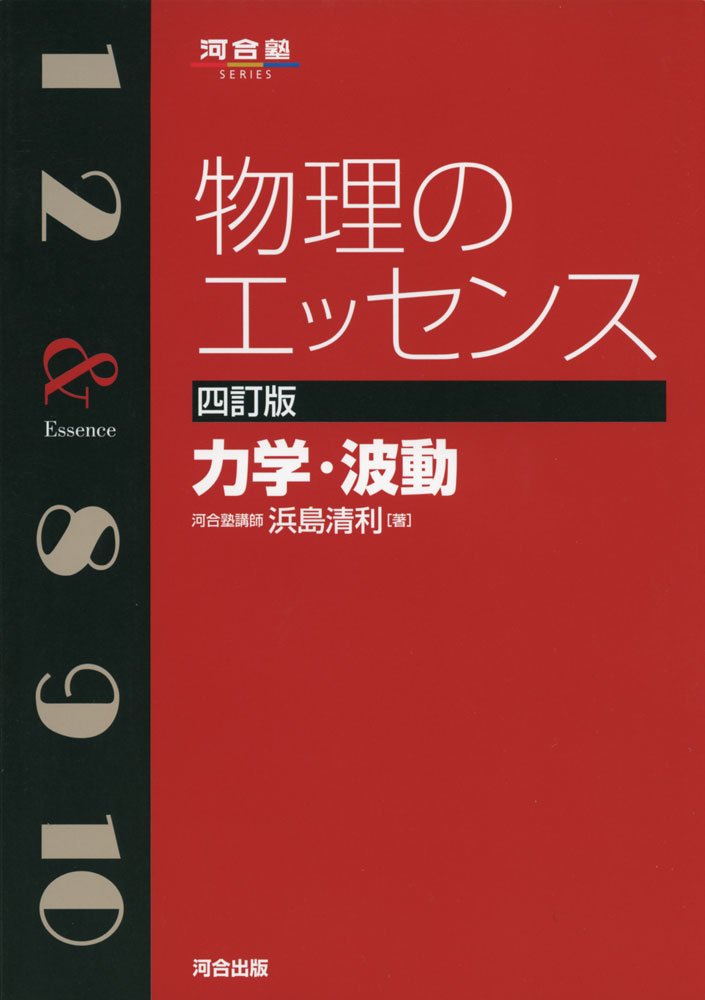 河合塾
SERIES
物理の
エッセンス
四訂版
力学・波動
河合塾講師 浜島清利[著]
河合出版
1
2
&
Essence
8
9
10